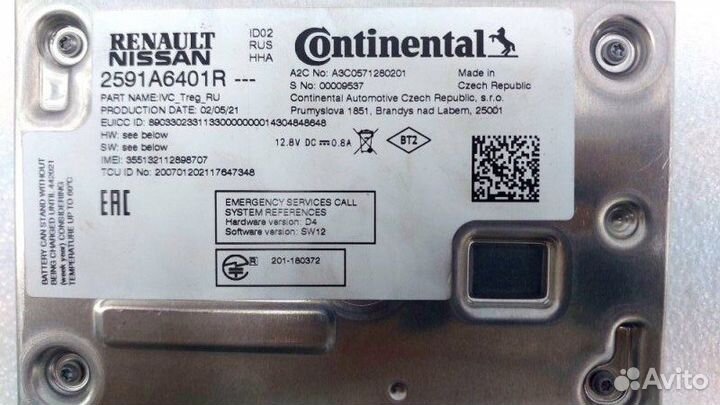 RENAULT
NISSAN
ID02
RUS
HHA
Continental
2591A6401R ---
PART NAME:IVC_Treg_RU
PRODUCTION DATE: 02/05/21
EUICC ID: 89033023311330000000014304848648
HW: see below
SW: see below
IMEI: 355132112898707
TCU ID No: 200701202117647348
A2C No: A3C0571280201
S No: 00009537
Made in
Czech Republic
Continental Automotive Czech Republic, s.r.o.
Prumyslova 1851, Brandys nad Labem, 25001
12.8V DC 0.8A
BT2
EAC
EMERGENCY SERVICES CALL
SYSTEM REFERENCES
Hardware version: D4
Software version: SW12
R 201-180372
BATTERY CAN STAND WITHOUT
BEING CHARGED UNTIL 442021
(week year) CONSIDERING
TEMPERATURE UP TO 60°C
Avito